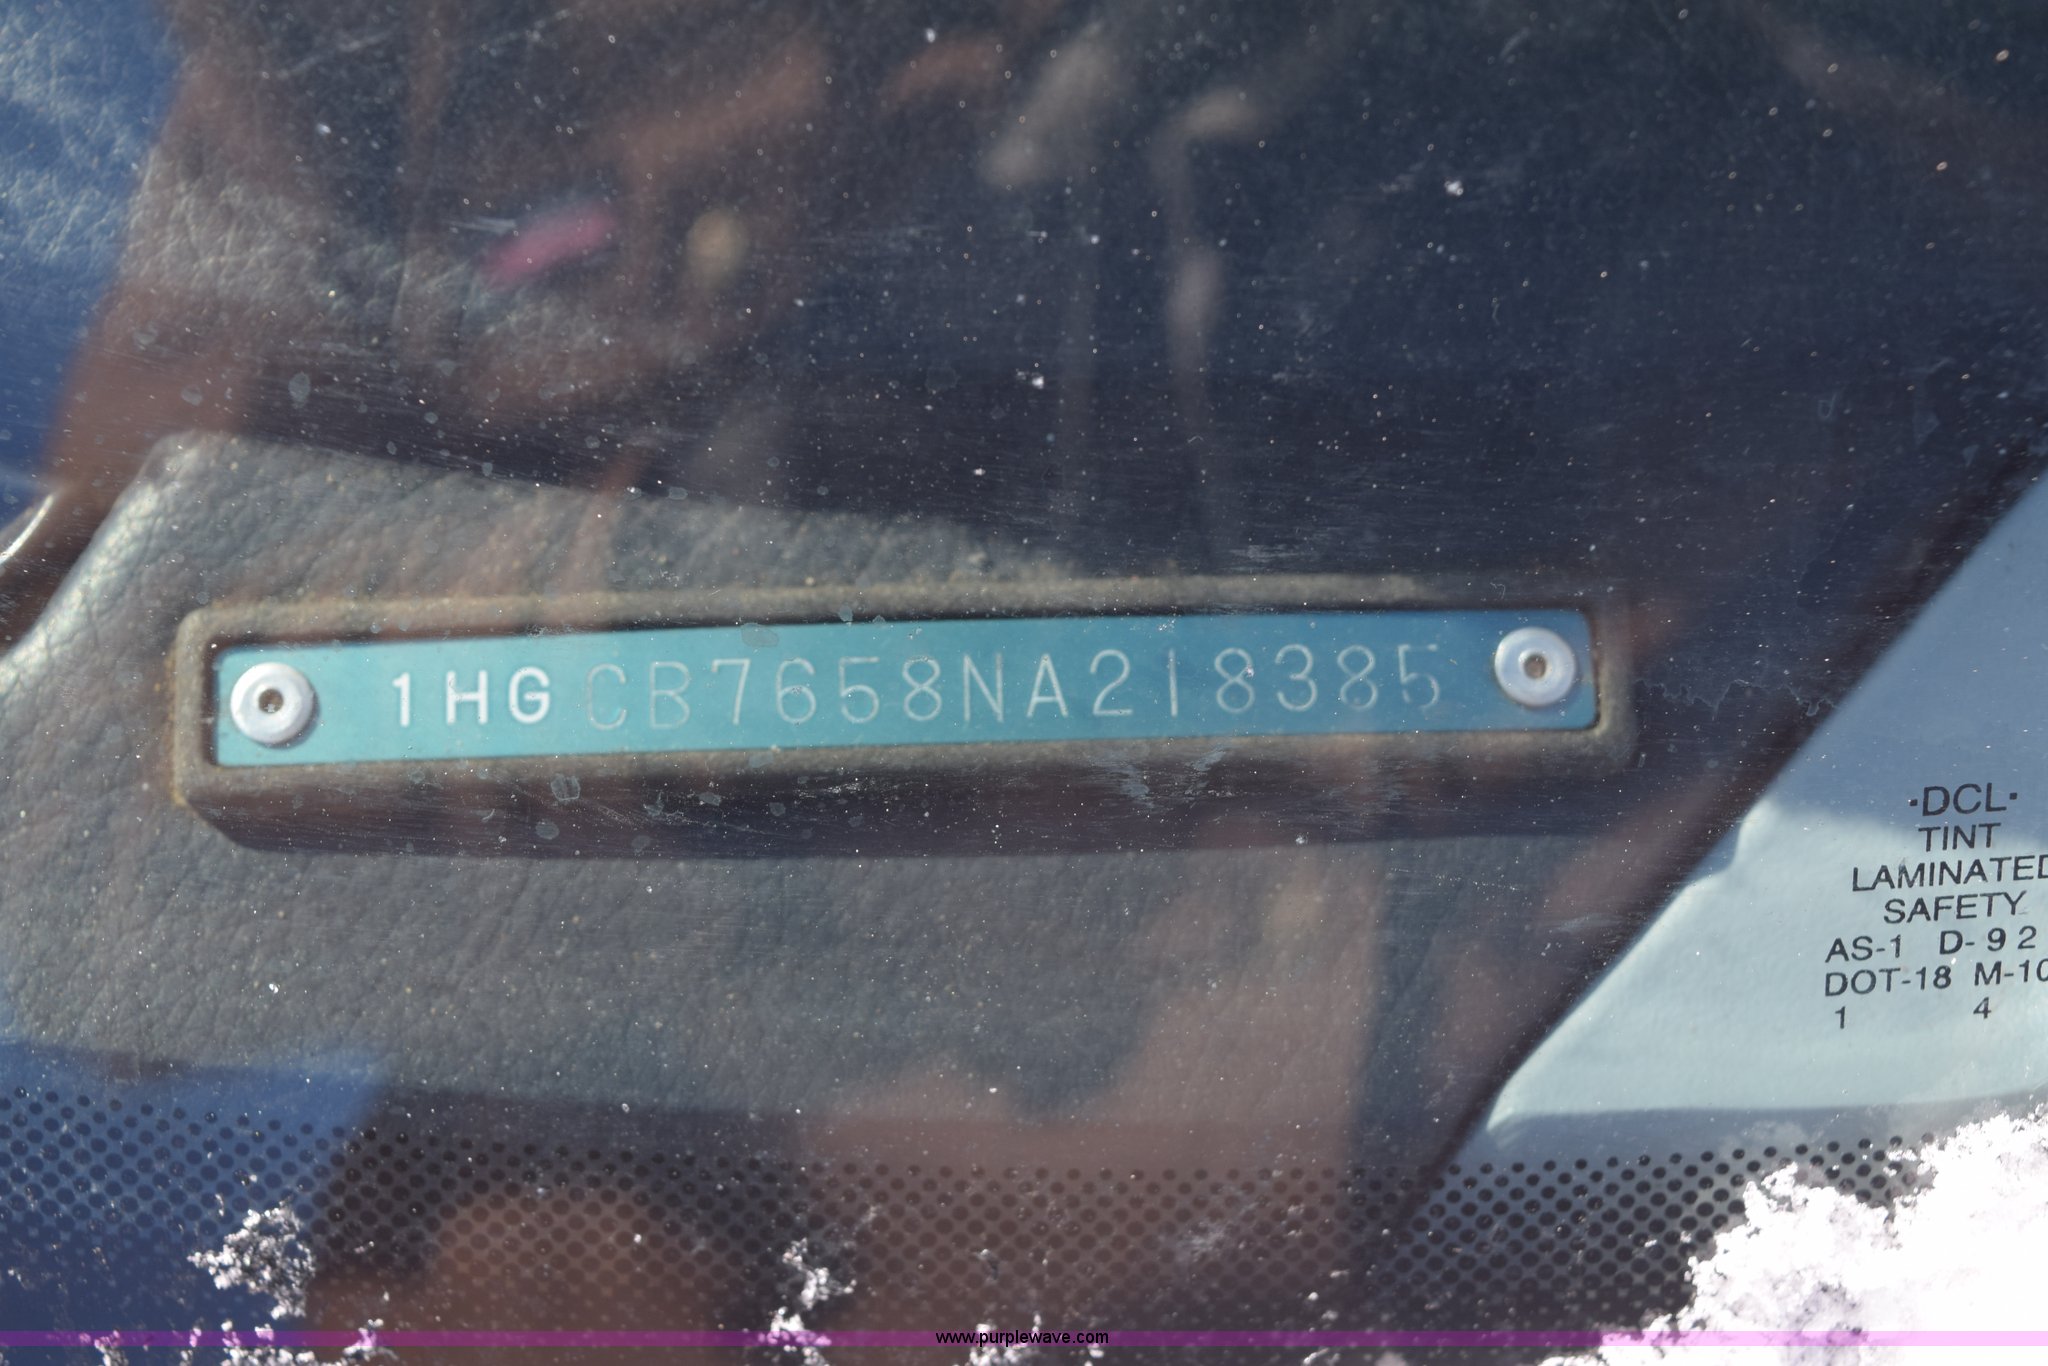 1HGCB7658NA218385
·DCL·
TINT
LAMINATED
SAFETY
AS-1 D-92
DOT-18 M-10
1 4
www.purplewave.com